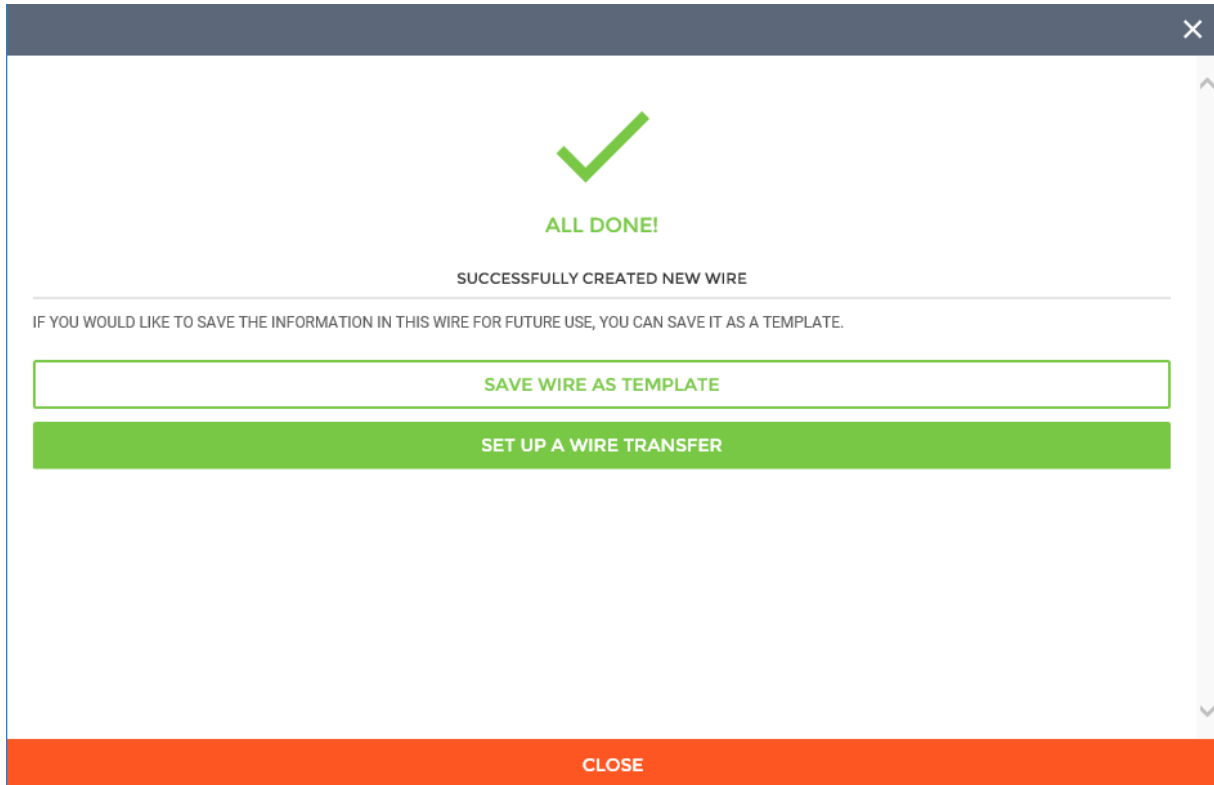 ALL DONE!
SUCCESSFULLY CREATED NEW WIRE
IF YOU WOULD LIKE TO SAVE THE INFORMATION IN THIS WIRE FOR FUTURE USE, YOU CAN SAVE IT AS A TEMPLATE.
SAVE WIRE AS TEMPLATE
SET UP A WIRE TRANSFER
CLOSE